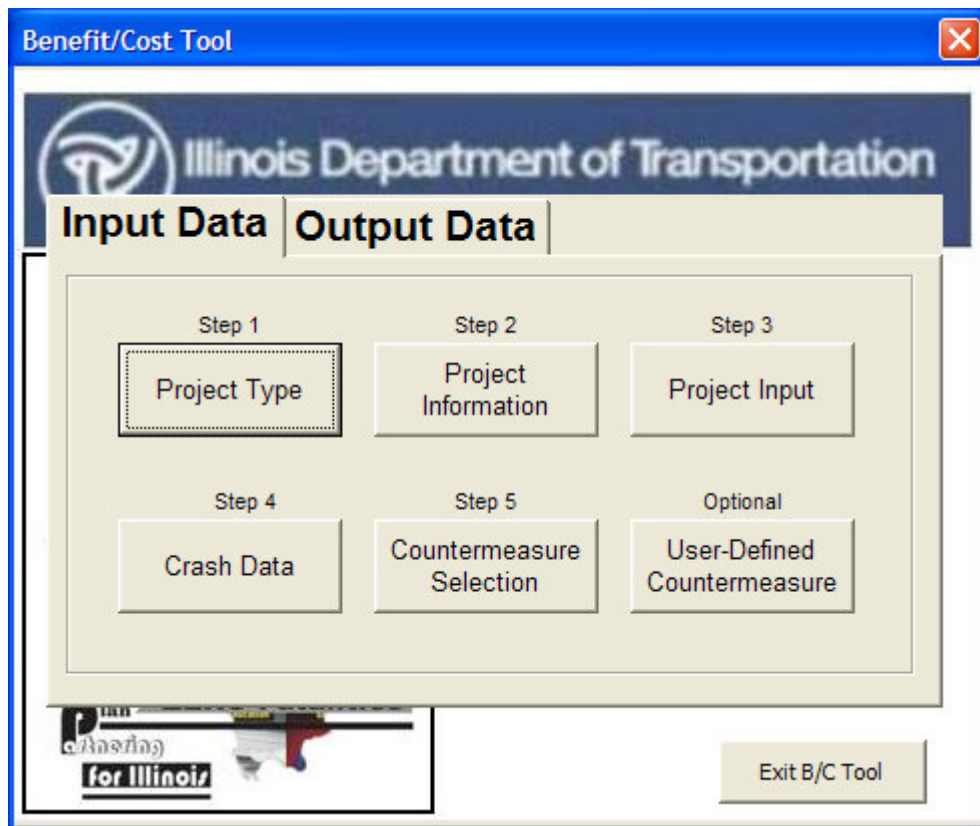 Benefit/Cost Tool
Illinois Department of Transportation
Input Data
Output Data
Step 1
Project Type
Step 2
Project
Information
Step 3
Project Input
Step 4
Crash Data
Step 5
Countermeasure
Selection
Optional
User-Defined
Countermeasure
for Illinois
Exit B/C Tool